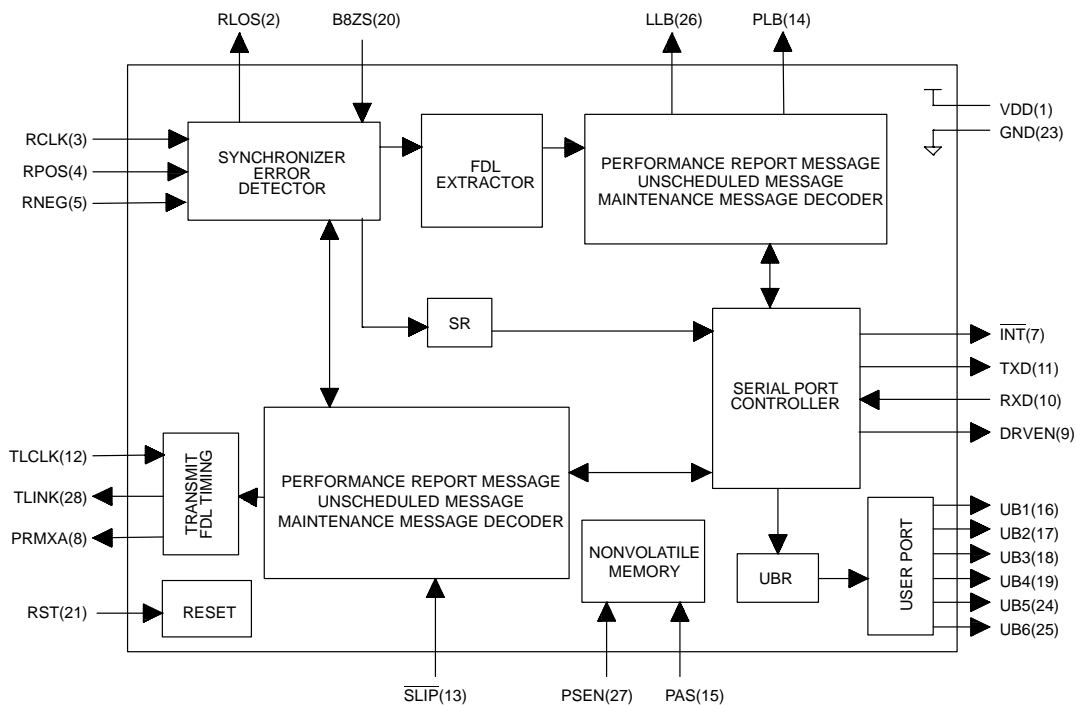 RLOS(2)
B8ZS(20)
LLB(26)
PLB(14)
VDD(1)
GND(23)
RCLK(3)
RPOS(4)
RNEG(5)
SYNCHRONIZER
ERROR
DETECTOR
FDL
EXTRACTOR
PERFORMANCE REPORT MESSAGE
UNSCHEDULED MESSAGE
MAINTENANCE MESSAGE DECODER
SR
SERIAL PORT
CONTROLLER
INT(7)
TXD(11)
RXD(10)
DRVEN(9)
TLCLK(12)
TLINK(28)
PRMXA(8)
TRANSMIT
FDL TIMING
PERFORMANCE REPORT MESSAGE
UNSCHEDULED MESSAGE
MAINTENANCE MESSAGE DECODER
NONVOLATILE
MEMORY
UBR
USER PORT
UB1(16)
UB2(17)
UB3(18)
UB4(19)
UB5(24)
UB6(25)
RST(21)
RESET
SLIP(13)
PSEN(27)
PAS(15)